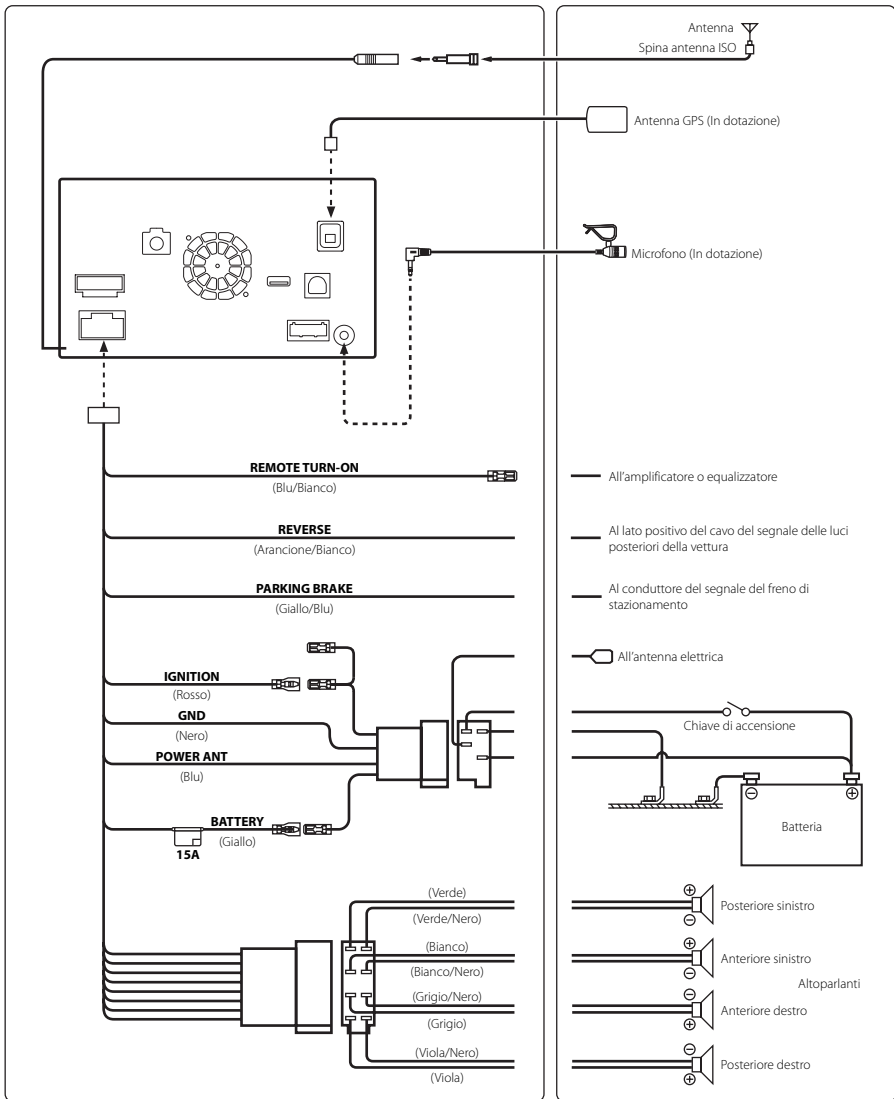 Antenna
Spina antenna ISO
Antenna GPS (In dotazione)
Microfono (In dotazione)
REMOTE TURN-ON
(Blu/Bianco)
All'amplificatore o equalizzatore
REVERSE
(Arancione/Bianco)
Al lato positivo del cavo del segnale delle luci
posteriori della vettura
PARKING BRAKE
(Giallo/Blu)
Al conduttore del segnale del freno di
stazionamento
All'antenna elettrica
IGNITION
(Rosso)
GND
(Nero)
Chiave di accensione
POWER ANT
(Blu)
BATTERY
(Giallo)
15A
Batteria
(Verde)
(Verde/Nero)
Posteriore sinistro
(Bianco)
(Bianco/Nero)
Anteriore sinistro
Altoparlanti
(Grigio/Nero)
(Grigio)
Anteriore destro
(Viola/Nero)
(Viola)
Posteriore destro